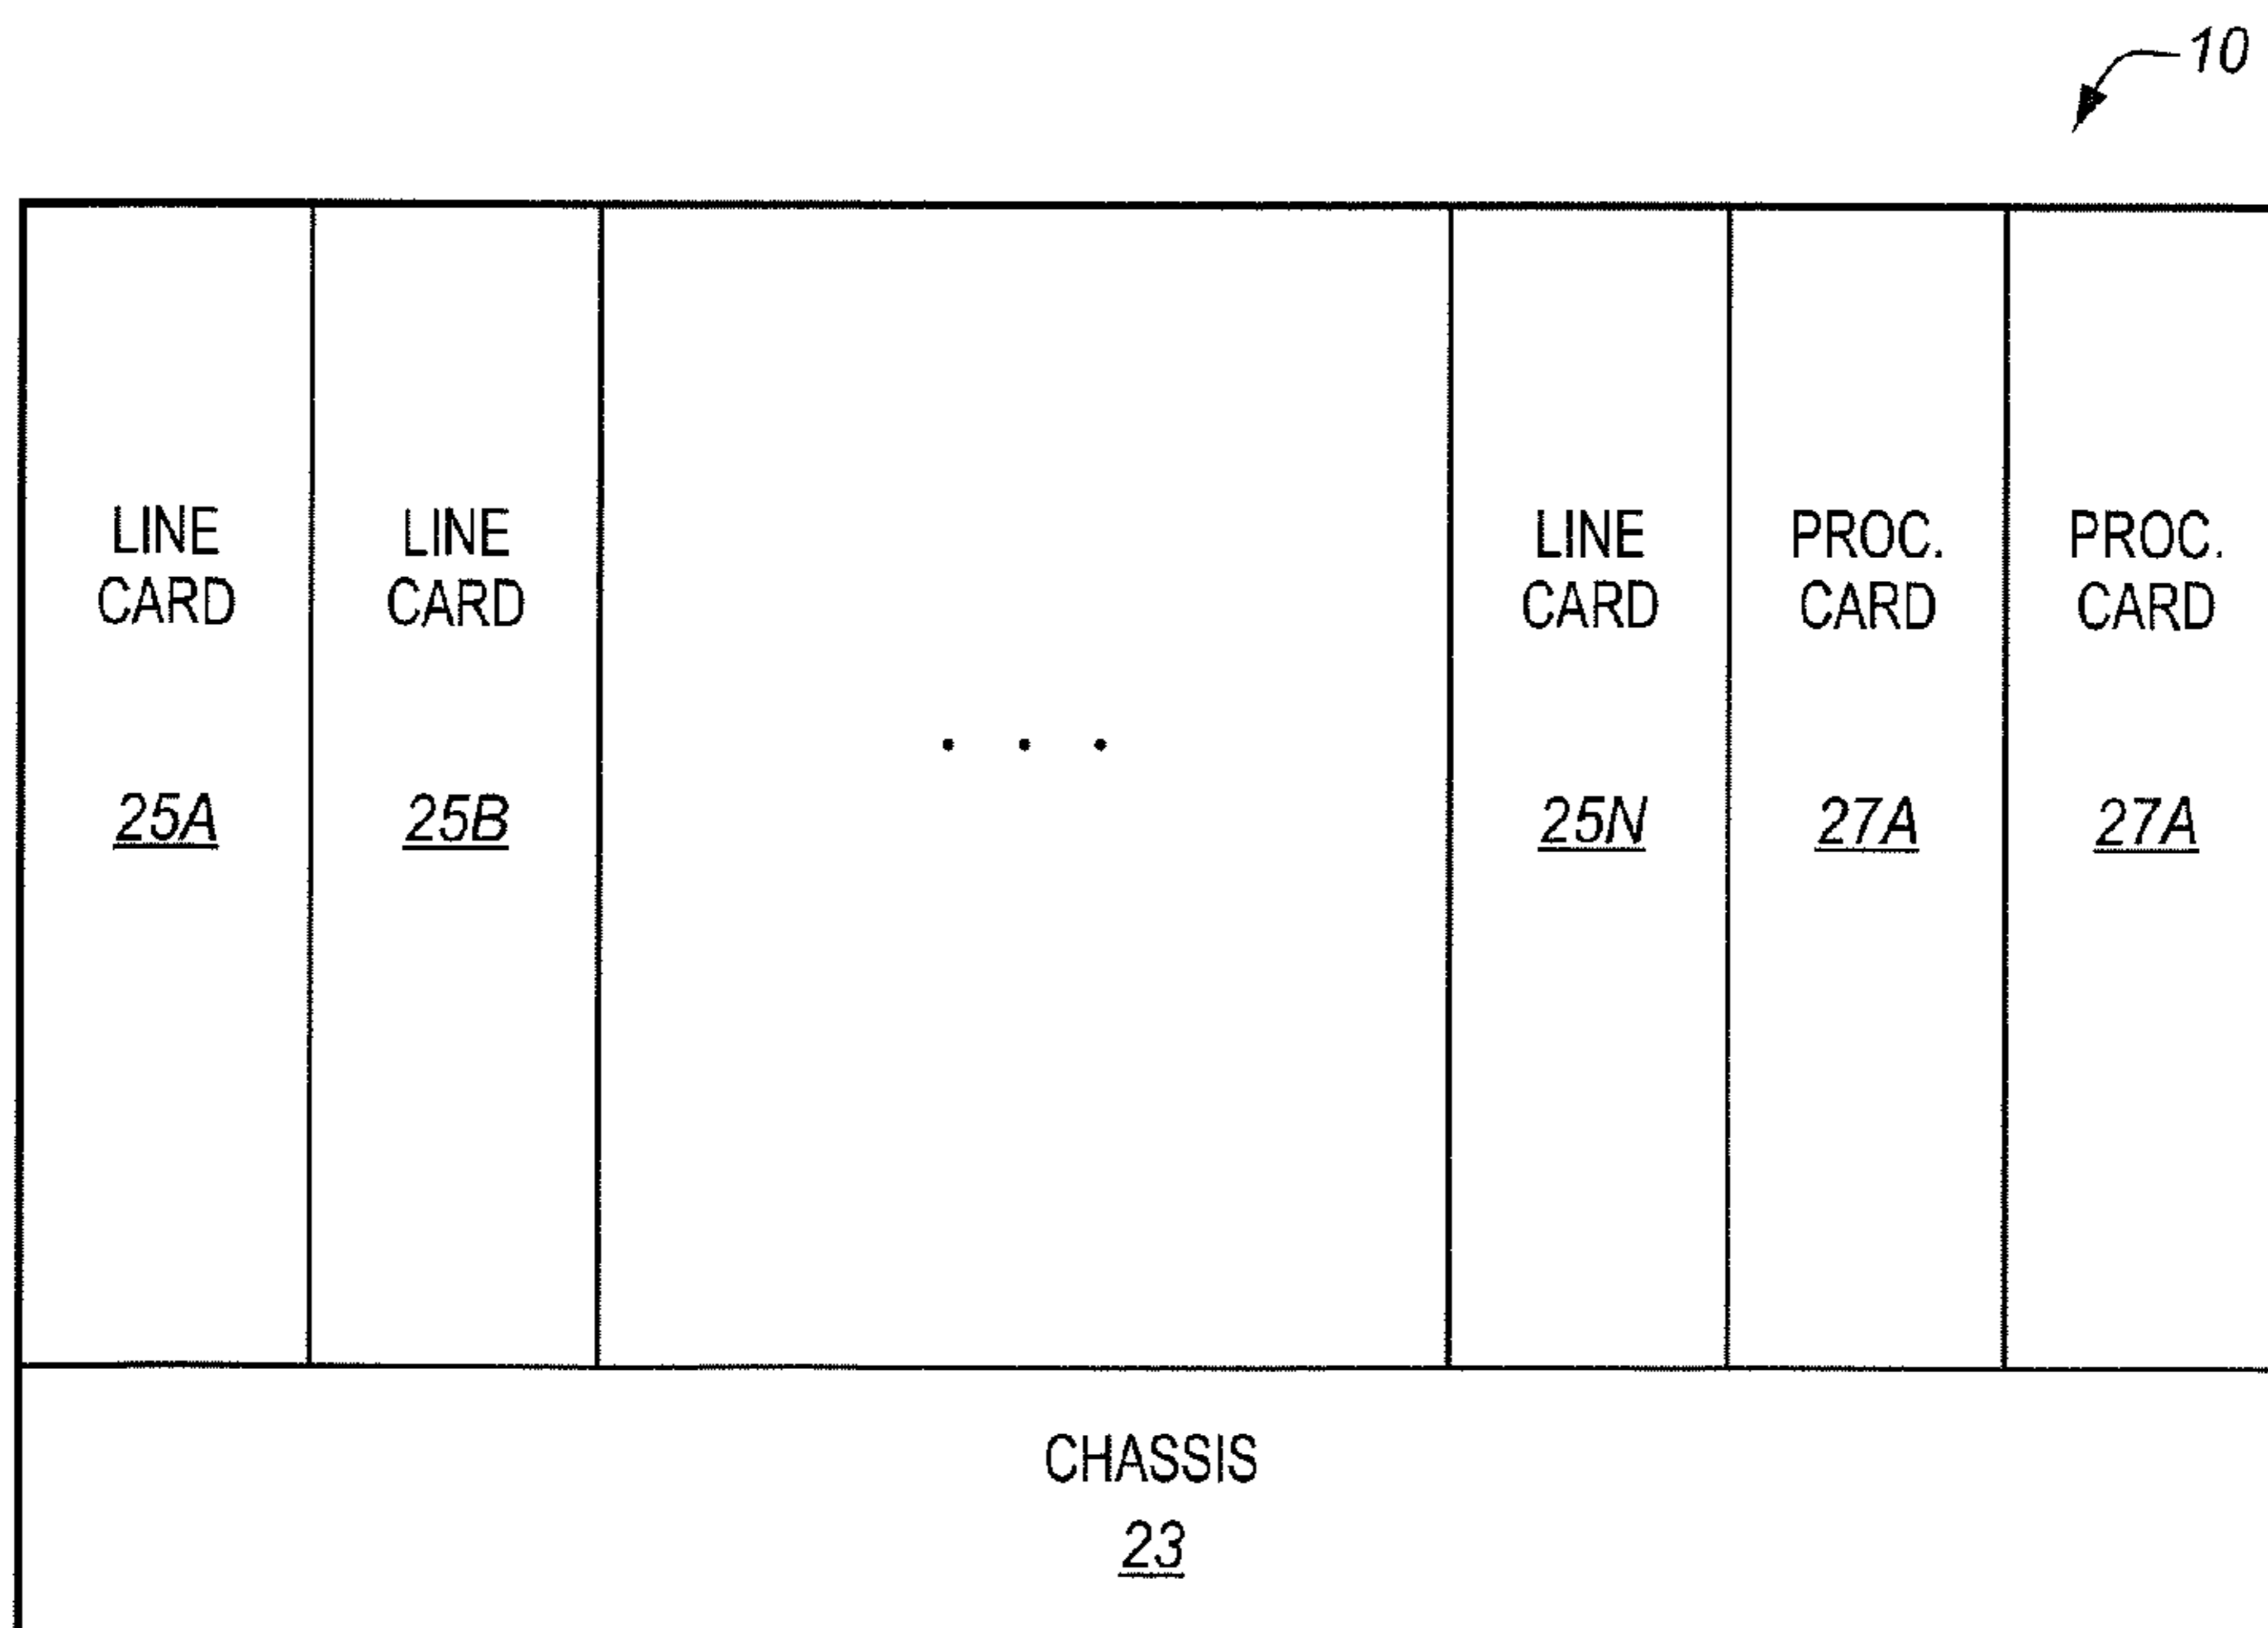 10
LINE
CARD
25A
LINE
CARD
25B
. . .
LINE
CARD
25N
PROC.
CARD
27A
PROC.
CARD
27A
CHASSIS
23